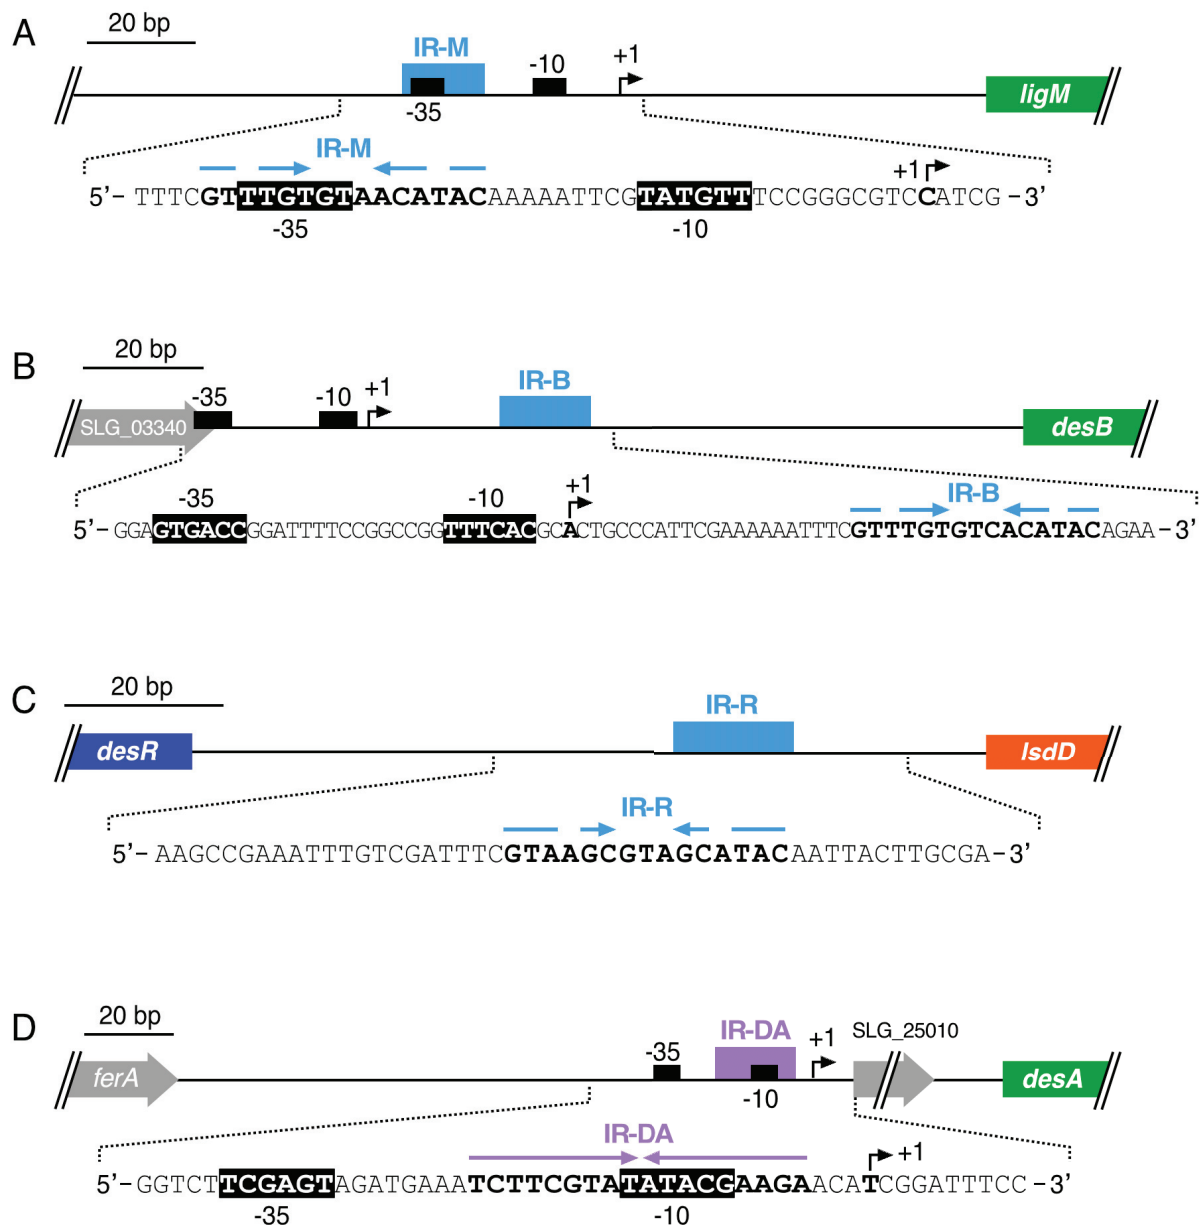 A
20 bp
IR-M
-10
+1
-35
ligM
IR-M
+1
5’- TTTCGTTTGTGTAACATACAAAAATTCGTATGTTTCCGGGCGTCCATCG -3’
-35
-10
B
20 bp
-35
-10
+1
IR-B
SLG_03340
desB
-35
-10
+1
IR-B
5’- GGAGTGACCGGATTTTCCGGCCGGTTTCACGCACTGCCCATTCGAAAAAATTTCGTTTGTGTCACATACAGAA -3’
C
20 bp
IR-R
desR
lsdD
IR-R
5’- AAGCCGAAATTTGTCGATTTCGTAAGCGTAGCATACAATTACTTGCGA -3’
D
20 bp
-35
IR-DA
+1
SLG_25010
ferA
-10
desA
IR-DA
+1
5’- GGTCTTCGAGTAGATGAAATCTTCGTATATACGAAGAACATCGGATTTCC -3’
-35
-10